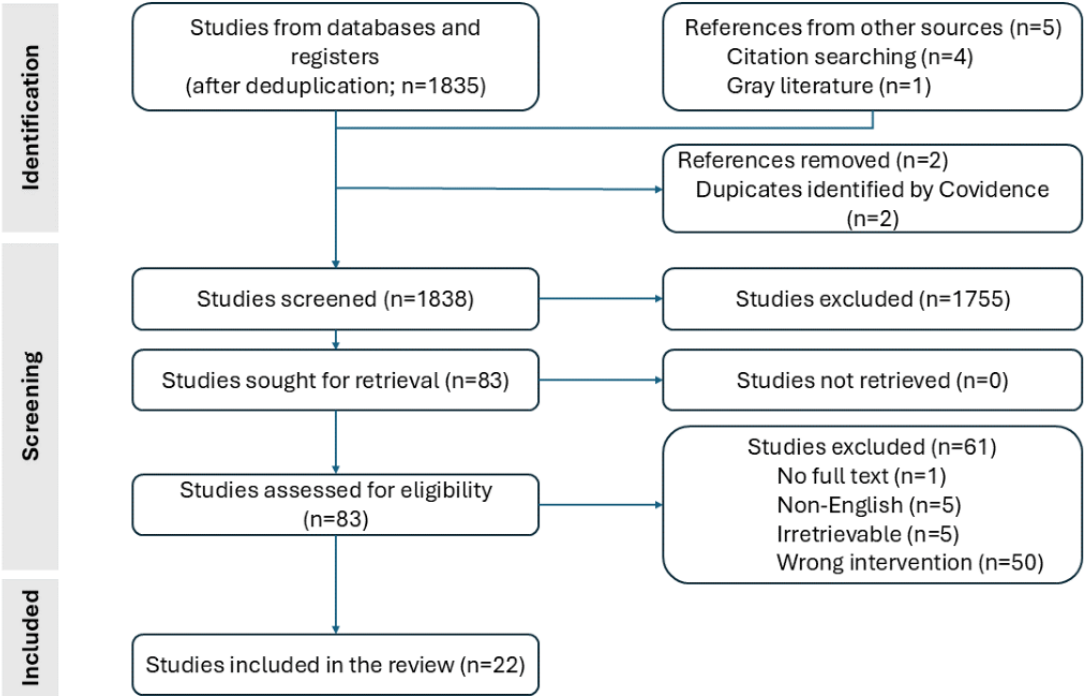 Identification
Studies from databases and
registers
(after deduplication; n=1835)
References from other sources (n=5)
Citation searching (n=4)
Gray literature (n=1)
References removed (n=2)
Dupicates identified by Covidence
(n=2)
Screening
Studies screened (n=1838)
Studies excluded (n=1755)
Studies sought for retrieval (n=83)
Studies not retrieved (n=0)
Studies assessed for eligibility
(n=83)
Studies excluded (n=61)
No full text (n=1)
Non-English (n=5)
Irretrievable (n=5)
Wrong intervention (n=50)
Included
Studies included in the review (n=22)